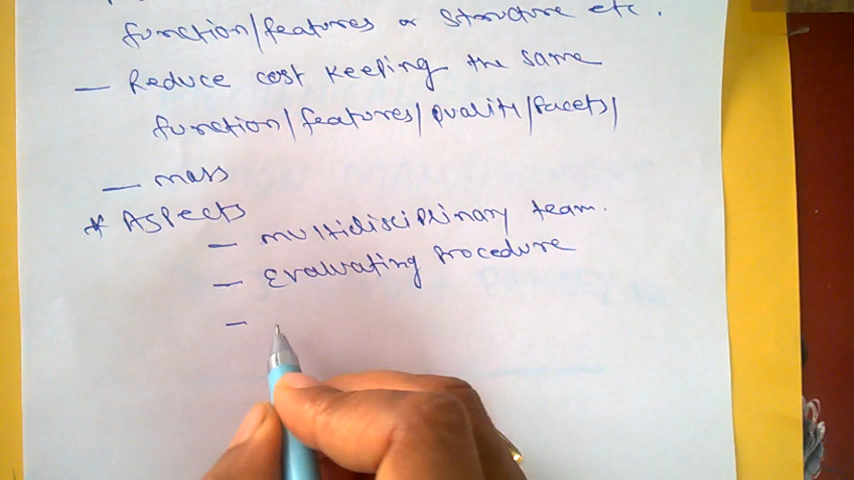 function/features or structure etc.
— Reduce cost keeping the same
function/features/quality/facets/
— mass
* Aspects
— multidisciplinary team.
— Evaluating procedure
—